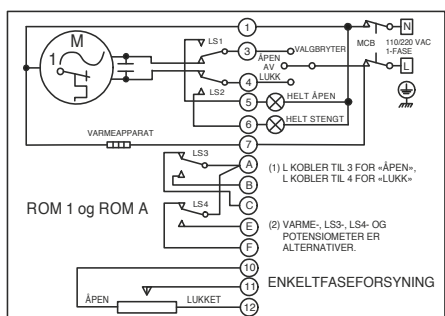 LS1
1
N
M
1
3
VALGBRYTER
MCB
110/220 VAC
1-FASE
ÅPEN
AV
4
LUKK
L
LS2
5
HELT ÅPEN
6
HELT STENGT
VARMEAPPARAT
7
LS3
A
(1) L KOBLER TIL 3 FOR «ÅPEN»,
L KOBLER TIL 4 FOR «LUKK»
B
ROM 1 og ROM A
LS4
C
E
(2) VARME-, LS3-, LS4- OG
POTENSIOMETER ER
ALTERNATIVER.
F
10
ENKELTFASEFORSYNING
11
ÅPEN
LUKKET
12